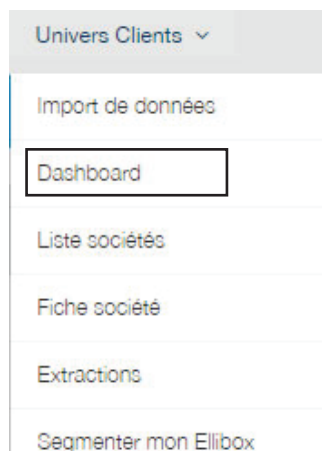 Univers Clients
Import de données
Dashboard
Liste sociétés
Fiche société
Extractions
Segmenter mon Ellibox